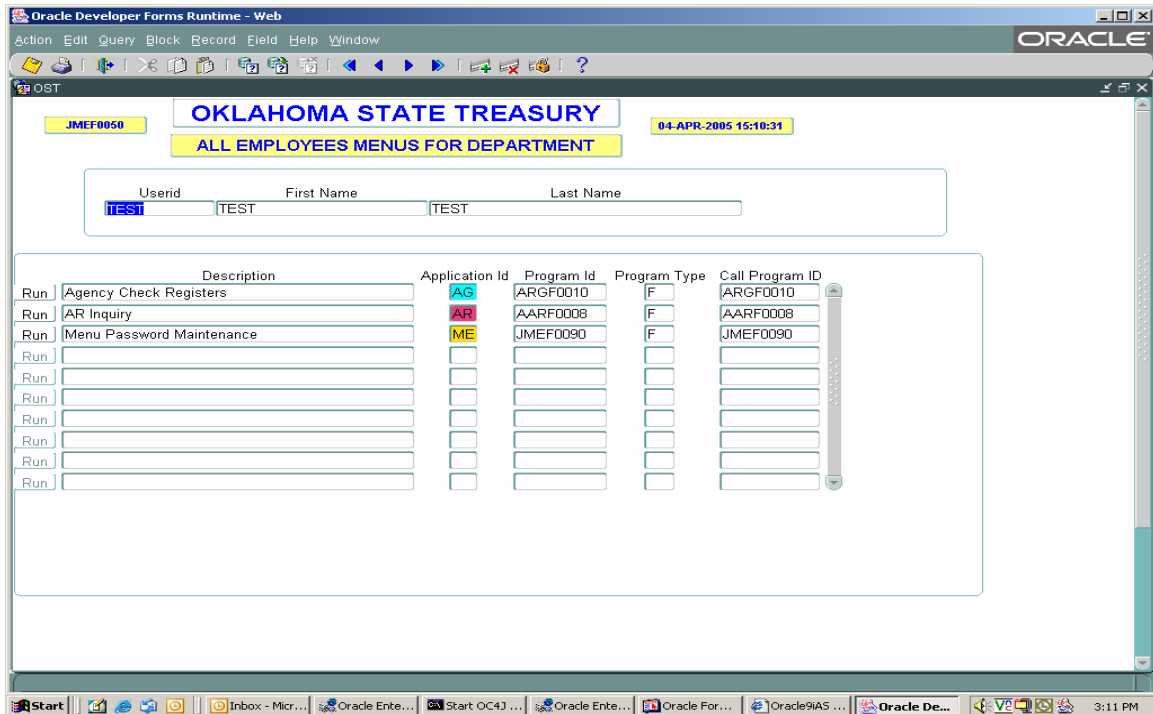 Oracle Developer Forms Runtime - Web
Action Edit Query Block Record Field Help Window
ORACLE
OST
JMEF0050
OKLAHOMA STATE TREASURY
04-APR-2005 15:10:31
ALL EMPLOYEES MENUS FOR DEPARTMENT
Userid First Name Last Name
TEST TEST TEST
Description Application Id Program Id Program Type Call Program ID
Run Agency Check Registers AG ARGF0010 F ARGF0010
Run AR Inquiry AR AARF0008 F AARF0008
Run Menu Password Maintenance ME JMEF0090 F JMEF0090
Run
Run
Run
Run
Run
Run
Run
Start Inbox - Micr... Oracle Ente... Start OC4J ... Oracle Ente... Oracle For... Oracle9iAS ... Oracle De... 3:11 PM